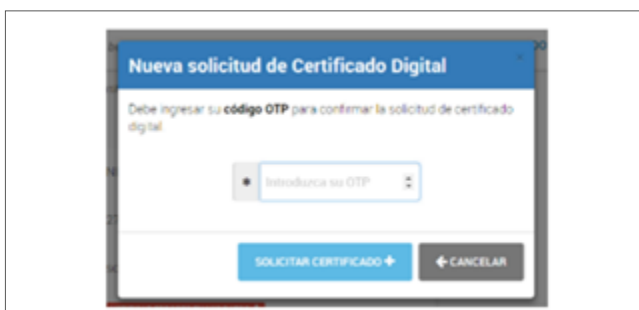 Nueva solicitud de Certificado Digital
Debe ingresar su código OTP para confirmar la solicitud de certificado
digital
* Introduzca su OTP
SOLICITAR CERTIFICADO +
← CANCELAR